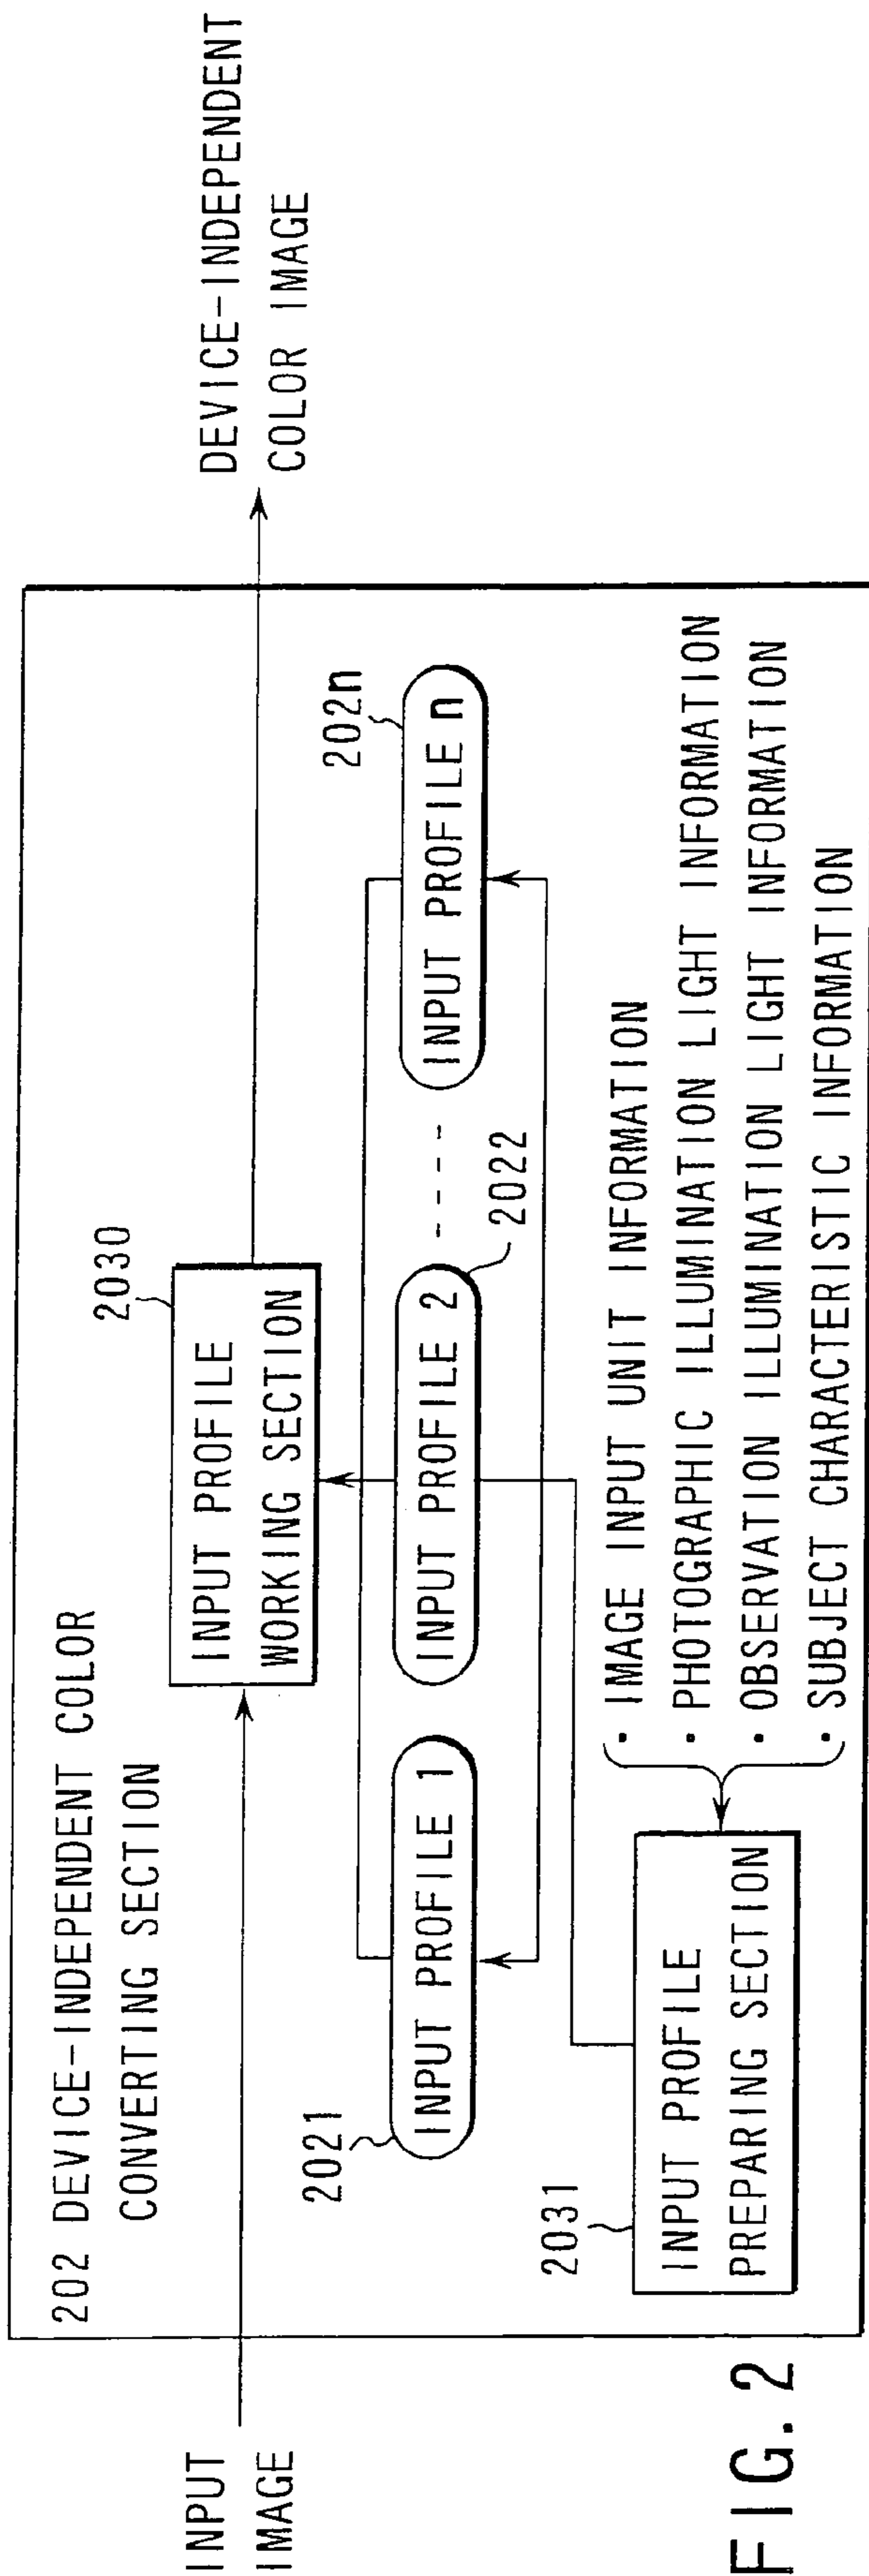 INPUT
IMAGE
202 DEVICE-INDEPENDENT COLOR
CONVERTING SECTION
2030
INPUT PROFILE
WORKING SECTION
DEVICE-INDEPENDENT
COLOR IMAGE
2021
INPUT PROFILE 1
INPUT PROFILE 2
2022
202n
INPUT PROFILE n
2031
INPUT PROFILE
PREPARING SECTION
• IMAGE INPUT UNIT INFORMATION
• PHOTOGRAPHIC ILLUMINATION LIGHT INFORMATION
• OBSERVATION ILLUMINATION LIGHT INFORMATION
• SUBJECT CHARACTERISTIC INFORMATION
FIG. 2